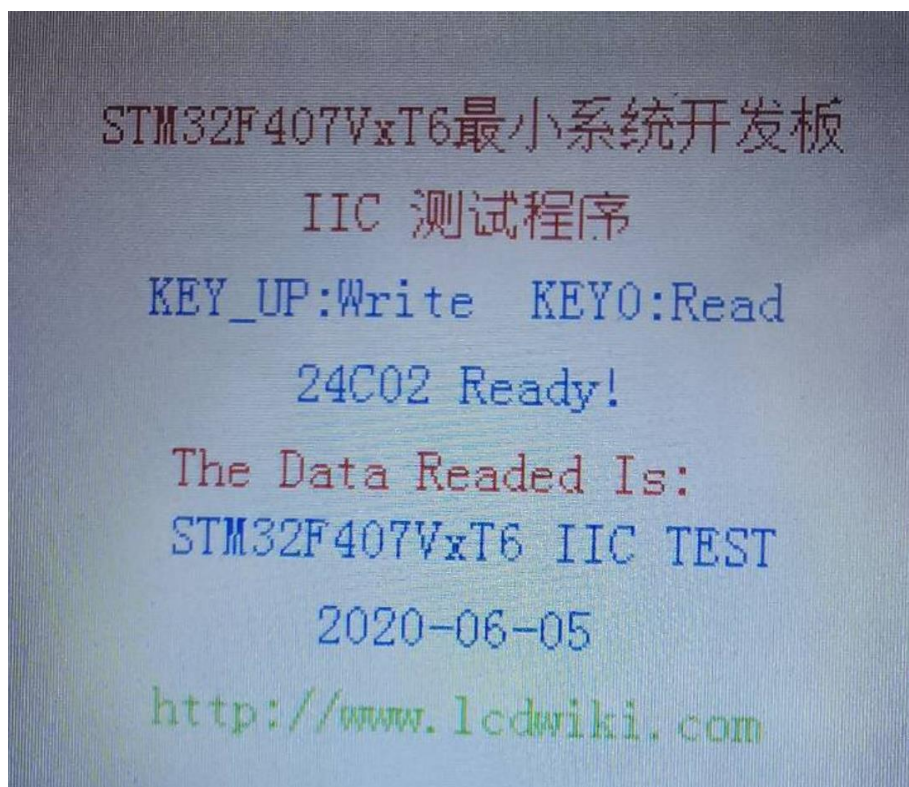 STM32F407VxT6最小系统开发板
IIC 测试程序
KEY_UP:Write  KEY0:Read
24C02 Ready!
The Data Readed Is:
STM32F407VxT6 IIC TEST
2020-06-05
http://www.lcdwiki.com